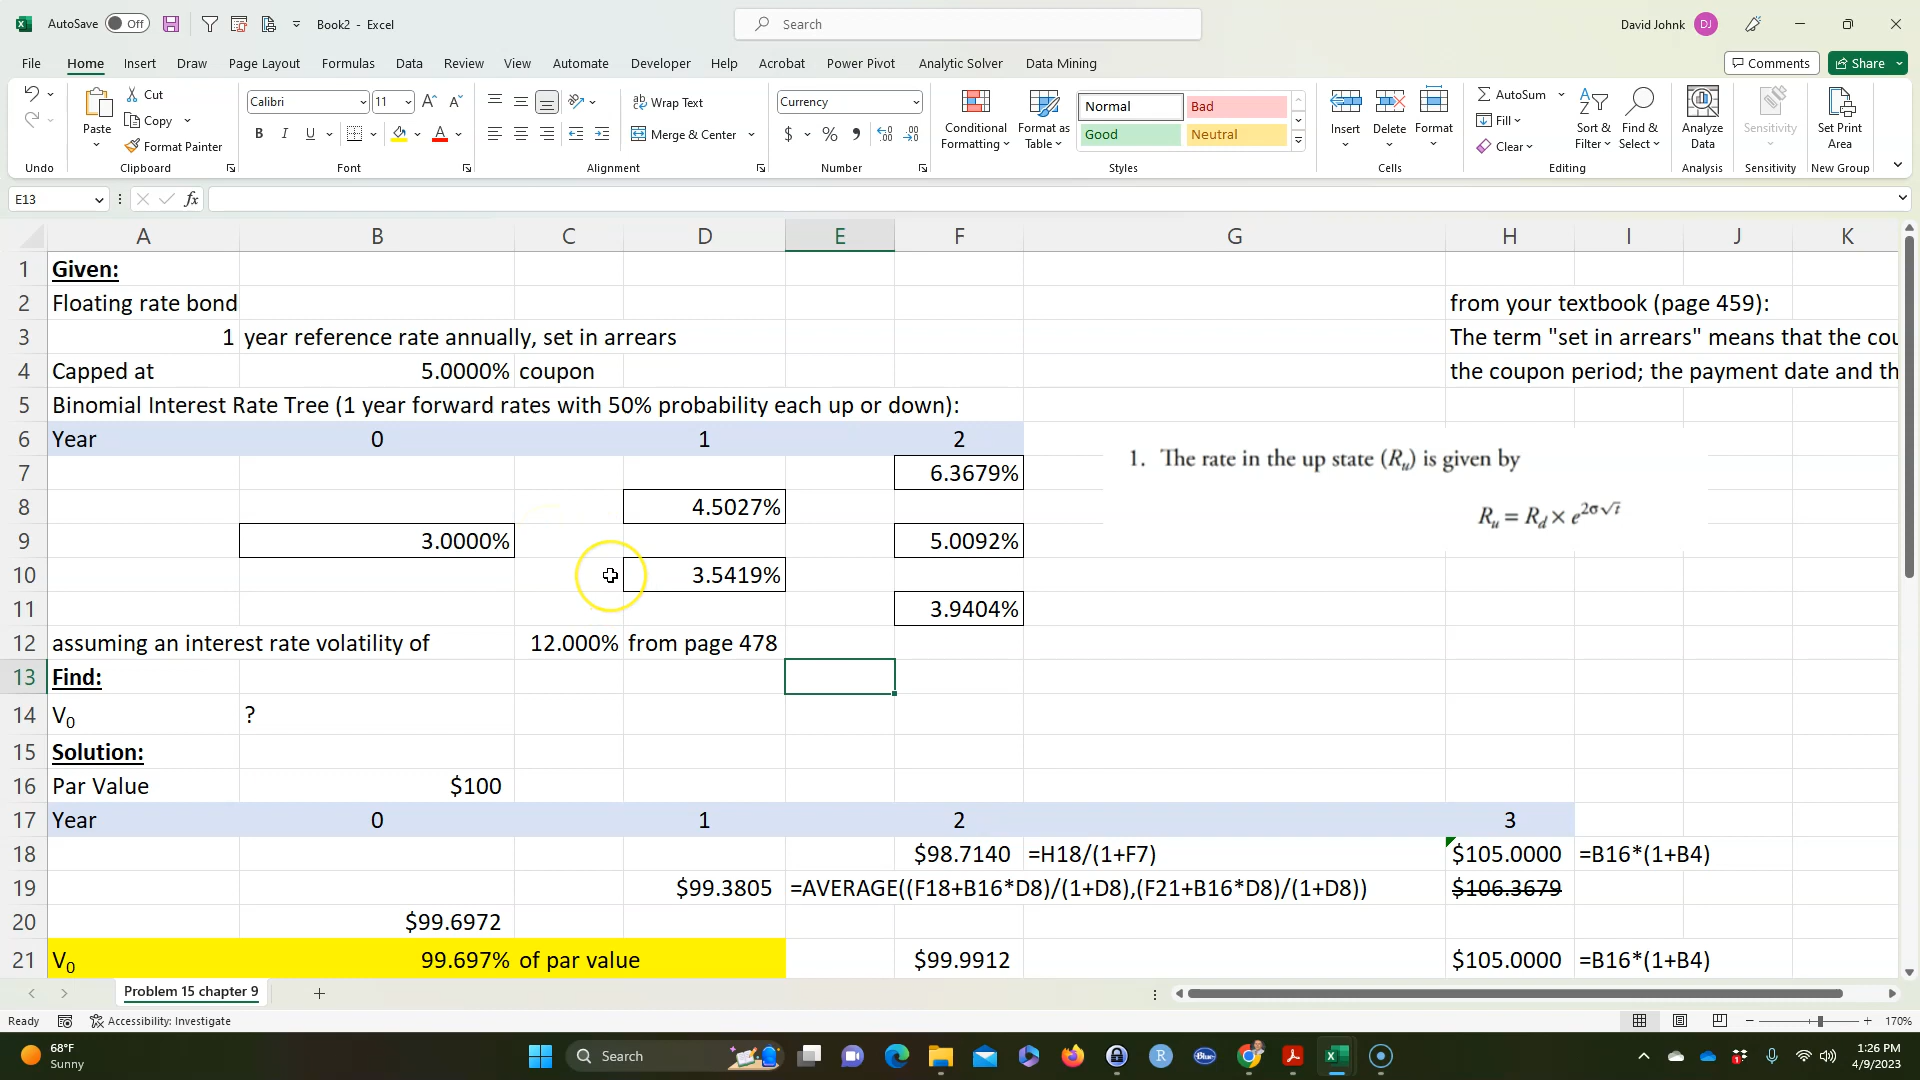 AutoSave Off Book2 - Excel Search David Johnk DJ
File Home Insert Draw Page Layout Formulas Data Review View Automate Developer Help Acrobat Power Pivot Analytic Solver Data Mining Comments Share
Paste Cut Copy Format Painter
Calibri 11 B I U A
Wrap Text Merge & Center
Currency $ %
Conditional Formatting Format as Table
Normal Bad Good Neutral
Insert Delete Format
AutoSum Fill Clear Sort & Filter Find & Select
Analyze Data Sensitivity Set Print Area
Undo Clipboard Font Alignment Number Styles Cells Editing Analysis Sensitivity New Group
E13 fx
A B C D E F G H I J K
1 Given:
2 Floating rate bond from your textbook (page 459):
3 1 year reference rate annually, set in arrears The term "set in arrears" means that the cou
4 Capped at 5.0000% coupon the coupon period; the payment date and th
5 Binomial Interest Rate Tree (1 year forward rates with 50% probability each up or down):
6 Year 0 1 2
7 6.3679% 1. The rate in the up state (Rᵤ) is given by
8 4.5027% Rᵤ = R_d × e^{2σ√t}
9 3.0000% 5.0092%
10 3.5419%
11 3.9404%
12 assuming an interest rate volatility of 12.000% from page 478
13 Find:
14 V₀ ?
15 Solution:
16 Par Value $100
17 Year 0 1 2 3
18 $98.7140 =H18/(1+F7) $105.0000 =B16*(1+B4)
19 $99.3805 =AVERAGE((F18+B16*D8)/(1+D8),(F21+B16*D8)/(1+D8)) $106.3679
20 $99.6972
21 V₀ 99.697% of par value $99.9912 $105.0000 =B16*(1+B4)
Problem 15 chapter 9
Ready Accessibility: Investigate 170%
68°F
Sunny
Search
Blue
1:26 PM
4/9/2023